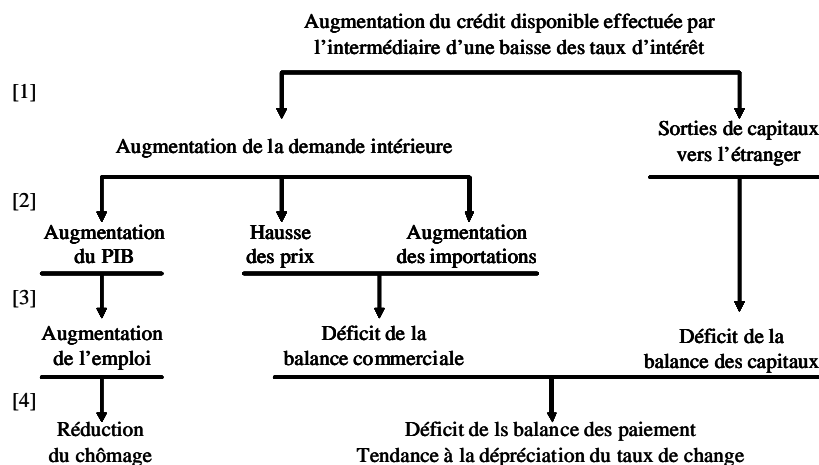 Augmentation du crédit disponible effectuée par
l’intermédiaire d’une baisse des taux d’intérêt
[1]
Augmentation de la demande intérieure
Sorties de capitaux
vers l’étranger
[2]
Augmentation
du PIB
Hausse
des prix
Augmentation
des importations
[3]
Augmentation
de l’emploi
Déficit de la
balance commerciale
Déficit de la
balance des capitaux
[4]
Réduction
du chômage
Déficit de ls balance des paiement
Tendance à la dépréciation du taux de change